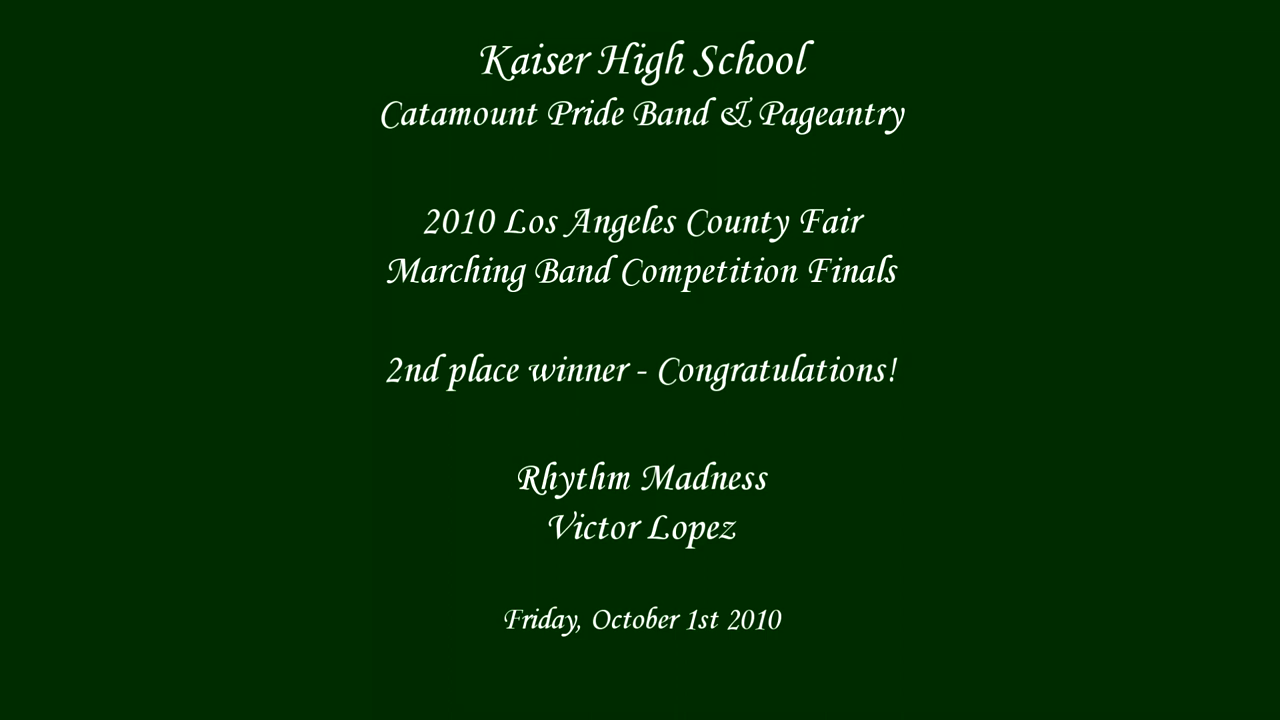 Kaiser High School
Catamount Pride Band & Pageantry
2010 Los Angeles County Fair
Marching Band Competition Finals
2nd place winner - Congratulations!
Rhythm Madness
Victor Lopez
Friday, October 1st 2010